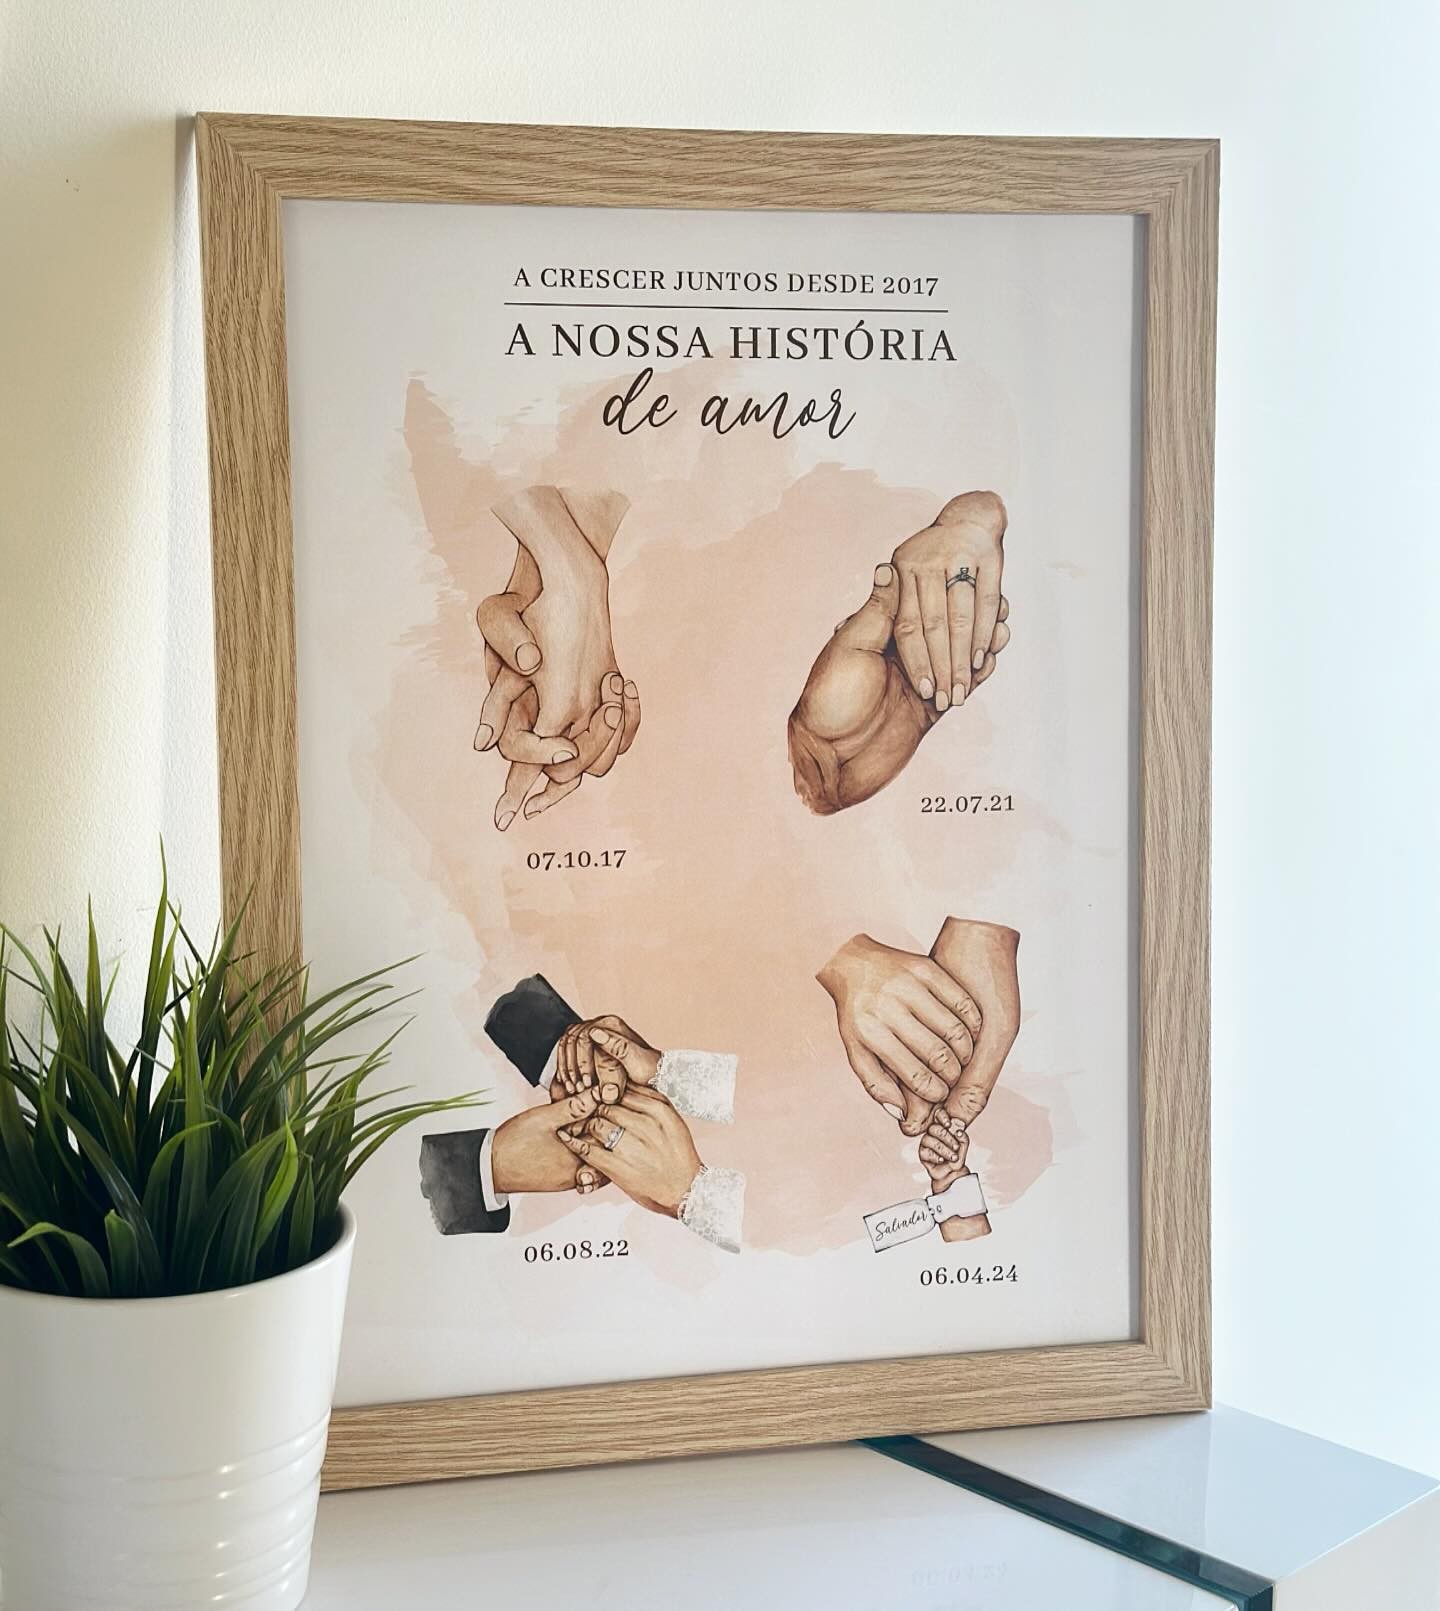 A CRESCER JUNTOS DESDE 2017
A NOSSA HISTÓRIA
de amor
22.07.21
07.10.17
06.08.22
Salvador
06.04.24